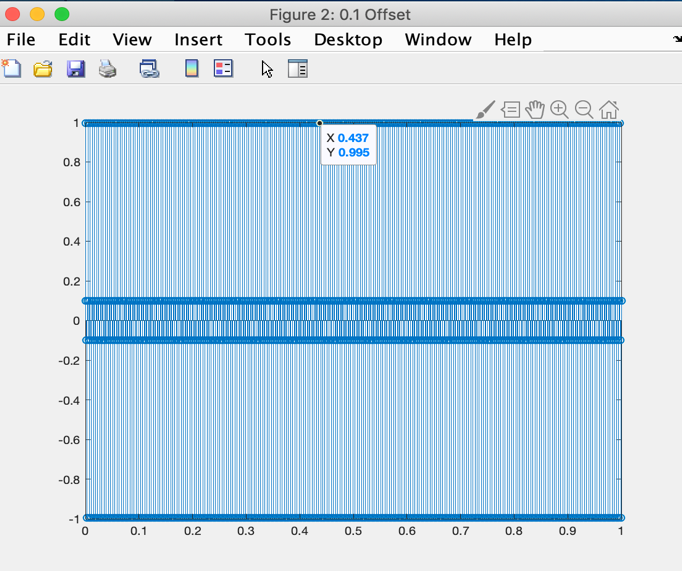 Figure 2: 0.1 Offset
File Edit View Insert Tools Desktop Window Help
1
X 0.437
Y 0.995
0.8
0.6
0.4
0.2
0
-0.2
-0.4
-0.6
-0.8
-1
0 0.1 0.2 0.3 0.4 0.5 0.6 0.7 0.8 0.9 1